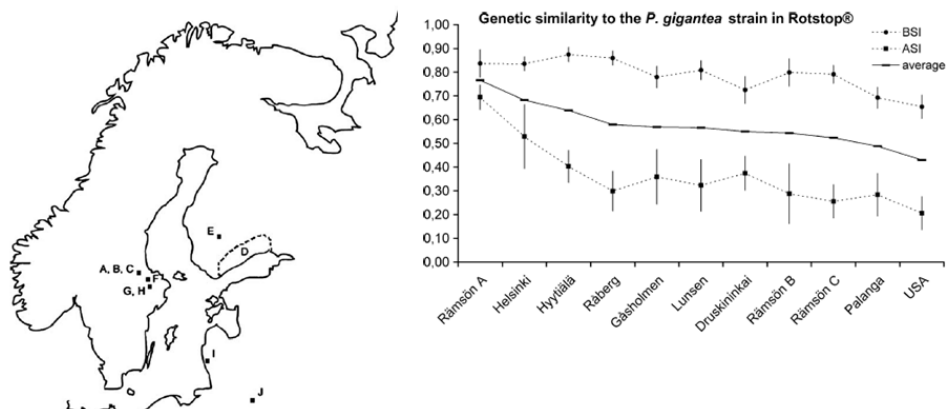 E
D
A, B, C
F
G, H
I
J
Genetic similarity to the P. gigantea strain in Rotstop®
BSI
ASI
average
1,00
0,90
0,80
0,70
0,60
0,50
0,40
0,30
0,20
0,10
0,00
Rämsön A
Helsinki
Hyytiälä
Råberg
Gåsholmen
Lunsen
Druskininkai
Rämsön B
Rämsön C
Palanga
USA